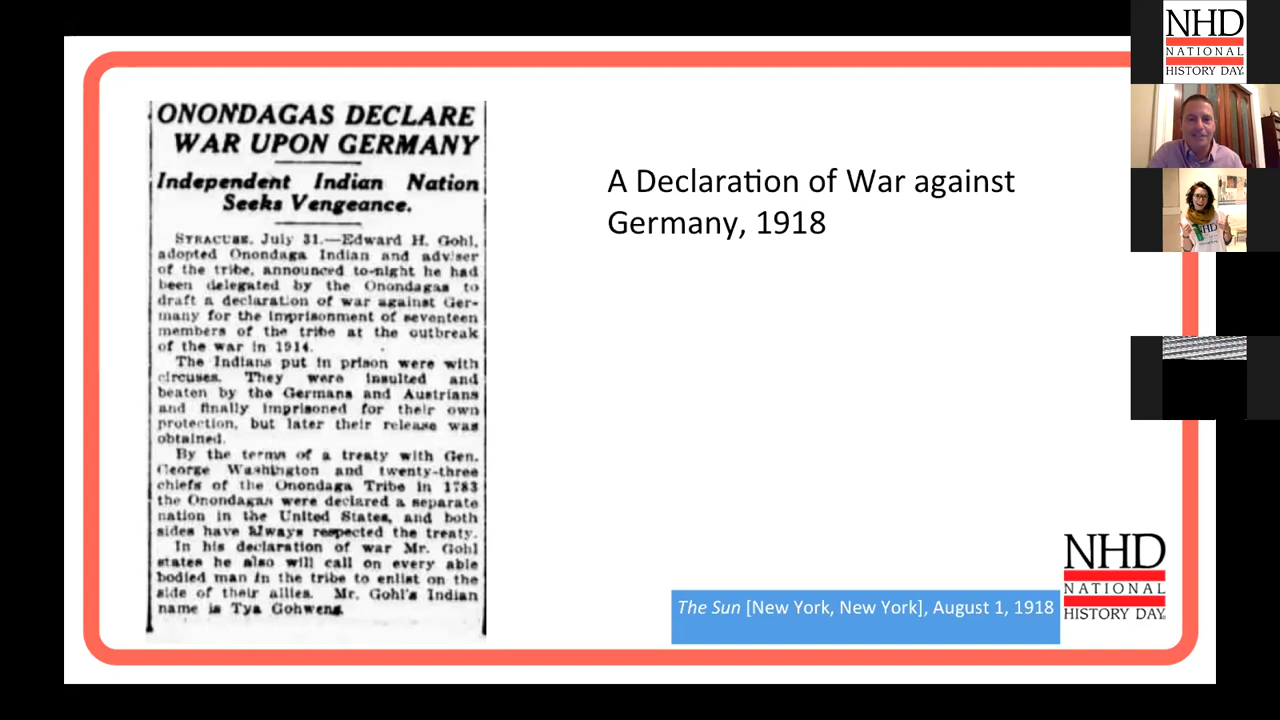 ONONDAGAS DECLARE
WAR UPON GERMANY
Independent Indian Nation
Seeks Vengeance.
SYRACUSE, July 31.—Edward H. Gohl,
adopted Onondaga Indian and adviser
of the tribe, announced to-night he had
been delegated by the Onondagas to
draft a declaration of war against Ger-
many for the imprisonment of seventeen
members of the tribe at the outbreak
of the war in 1914.
The Indians put in prison were with
circuses. They were insulted and
beaten by the Germans and Austrians
and finally imprisoned for their own
protection, but later their release was
obtained.
By the terms of a treaty with Gen.
George Washington and twenty-three
chiefs of the Onondaga Tribe in 1783
the Onondagas were declared a separate
nation in the United States, and both
sides have always respected the treaty.
In his declaration of war Mr. Gohl
states he also will call on every able
bodied man in the tribe to enlist on the
side of their allies. Mr. Gohl's Indian
name is Tya Gohwens.
A Declaration of War against
Germany, 1918
The Sun [New York, New York], August 1, 1918
NHD
NATIONAL
HISTORY DAY
NHD
NATIONAL
HISTORY DAY
NHD